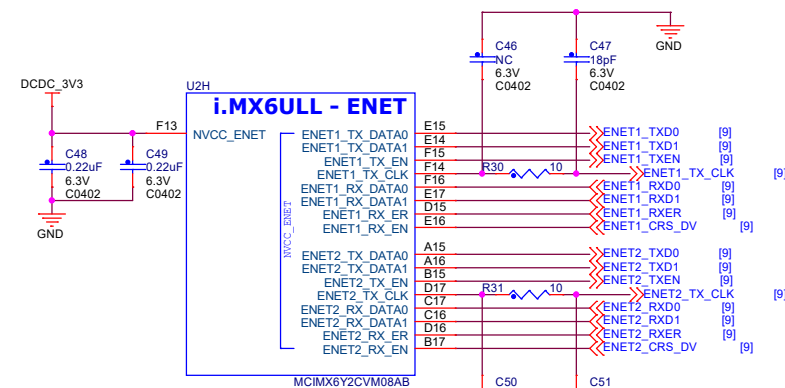 C46
NC
6.3V
C0402
C47
18pF
6.3V
C0402
GND
DCDC_3V3
U2H
i.MX6ULL - ENET
F13
NVCC_ENET
C48
0.22uF
6.3V
C0402
C49
0.22uF
6.3V
C0402
GND
NVCC_ENET
ENET1_TX_DATA0 E15 ENET1_TXD0 [9]
ENET1_TX_DATA1 E14 ENET1_TXD1 [9]
ENET1_TX_EN F15 ENET1_TXEN [9]
ENET1_TX_CLK F14 R30 10 ENET1_TX_CLK [9]
ENET1_RX_DATA0 F16 ENET1_RXD0 [9]
ENET1_RX_DATA1 E17 ENET1_RXD1 [9]
ENET1_RX_ER D15 ENET1_RXER [9]
ENET1_RX_EN E16 ENET1_CRS_DV [9]
ENET2_TX_DATA0 A15 ENET2_TXD0 [9]
ENET2_TX_DATA1 A16 ENET2_TXD1 [9]
ENET2_TX_EN B15 ENET2_TXEN [9]
ENET2_TX_CLK D17 R31 10 ENET2_TX_CLK [9]
ENET2_RX_DATA0 C17 ENET2_RXD0 [9]
ENET2_RX_DATA1 C16 ENET2_RXD1 [9]
ENET2_RX_ER D16 ENET2_RXER [9]
ENET2_RX_EN B17 ENET2_CRS_DV [9]
MCIMX6Y2CVM08AB
C50
C51